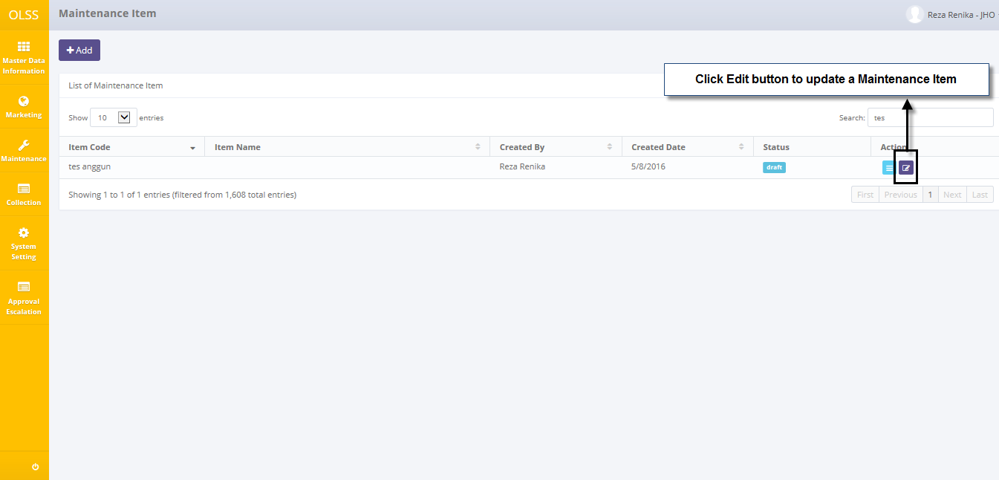 OLSS
Maintenance Item
Reza Renika - JHO
Master Data
Information
Marketing
Maintenance
Collection
System
Setting
Approval
Escalation
Add
Click Edit button to update a Maintenance Item
List of Maintenance Item
Show 10 entries
Search: tes
Item Code Item Name Created By Created Date Status Action
tes anggun Reza Renika 5/8/2016 draft
Showing 1 to 1 of 1 entries (filtered from 1,608 total entries)
First Previous 1 Next Last